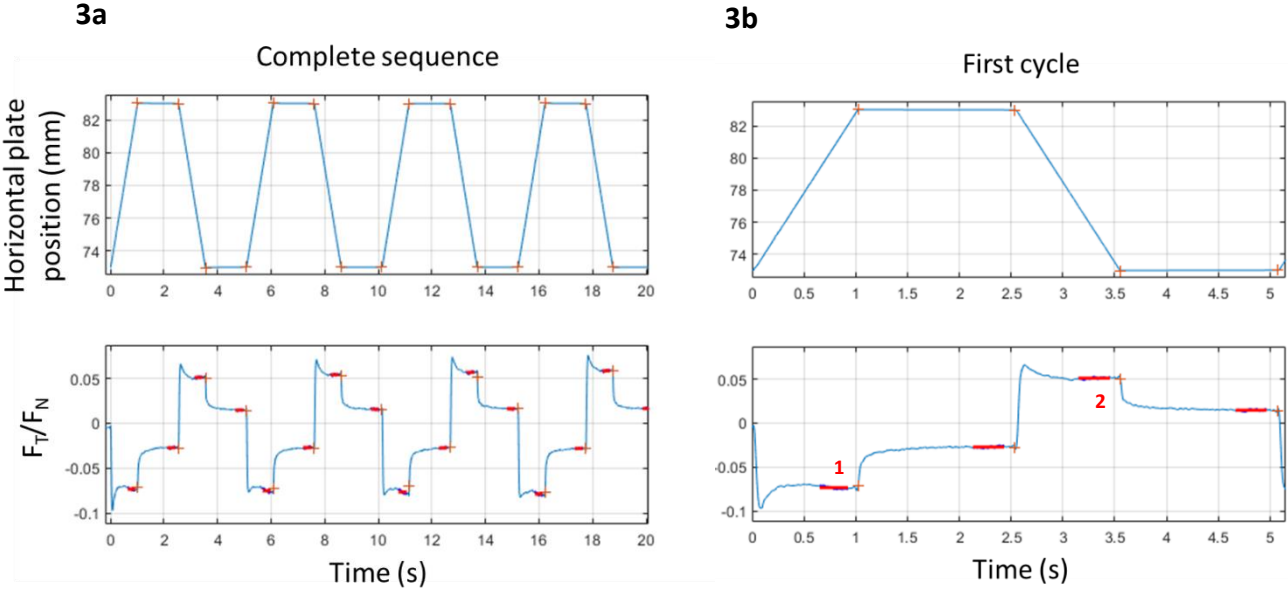 3a
3b
Complete sequence
First cycle
Horizontal plate
position (mm)
82
80
78
76
74
0 2 4 6 8 10 12 14 16 18 20
82
80
78
76
74
0 0.5 1 1.5 2 2.5 3 3.5 4 4.5 5
F_T/F_N
0.05
0
-0.05
-0.1
0 2 4 6 8 10 12 14 16 18 20
Time (s)
0.05
0
-0.05
-0.1
1
2
0 0.5 1 1.5 2 2.5 3 3.5 4 4.5 5
Time (s)